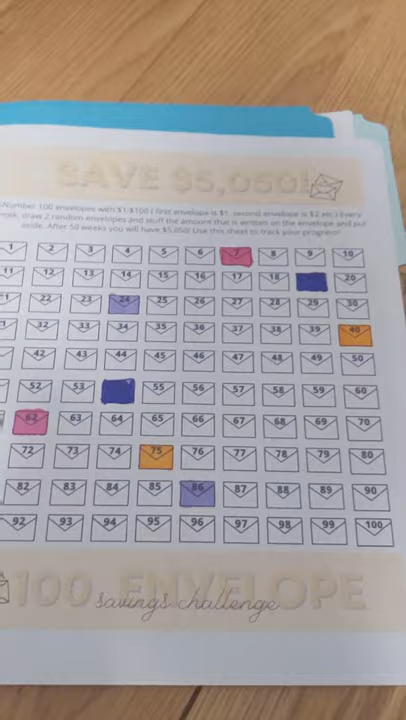 SAVE $5,050!
Number 100 envelopes with $1-$100 ( first envelope is $1, second envelope is $2 etc.) Every
week, draw 2 random envelopes and stuff the amount that is written on the envelope and put
aside. After 50 weeks you will have $5,050! Use this sheet to track your progress!
1 2 3 4 5 6 7 8 9 10
11 12 13 14 15 16 17 18 20
22 23 24 25 26 27 28 29 30
32 33 34 35 36 37 38 39 40
42 43 44 45 46 47 48 49 50
52 53 55 56 57 58 59 60
62 63 64 65 66 67 68 69 70
72 73 74 75 76 77 78 79 80
82 83 84 85 86 87 88 89 90
92 93 94 95 96 97 98 99 100
100 ENVELOPE
savings challenge